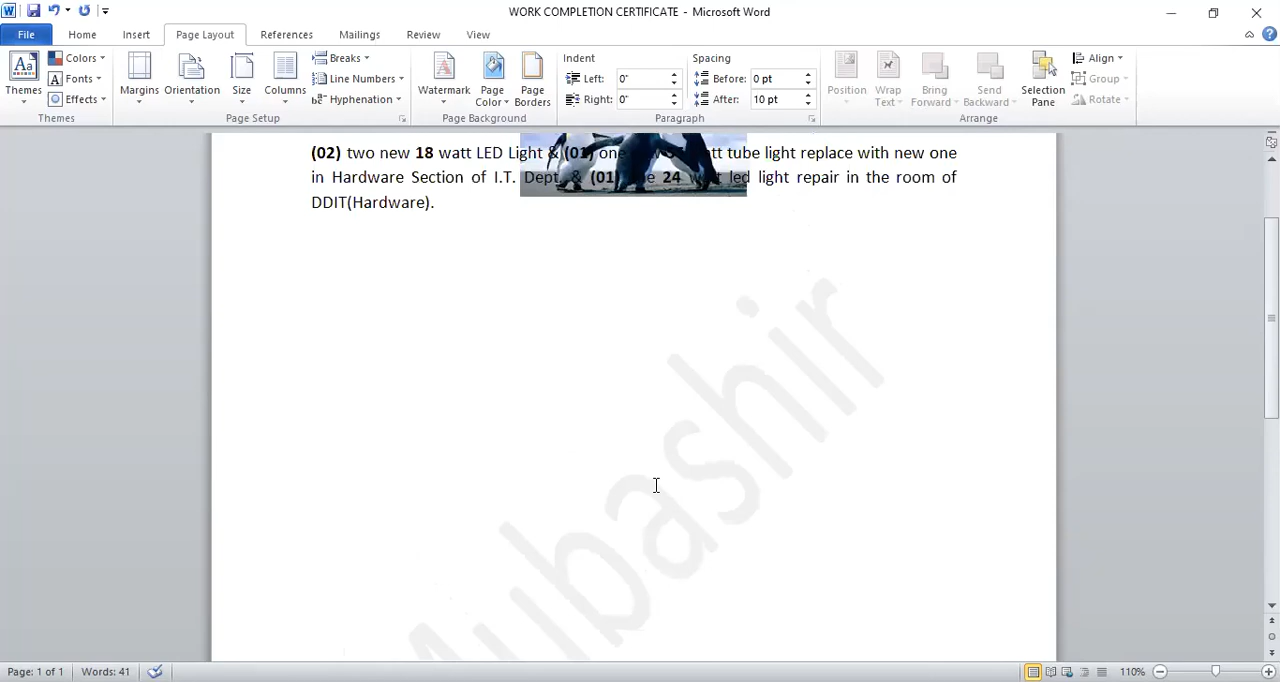 WORK COMPLETION CERTIFICATE - Microsoft Word
File Home Insert Page Layout References Mailings Review View
Themes
Colors
Fonts
Effects
Themes
Margins
Orientation
Size
Columns
Breaks
Line Numbers
Hyphenation
Page Setup
Watermark
Page Color
Page Borders
Page Background
Indent
Left: 0"
Right: 0"
Spacing
Before: 0 pt
After: 10 pt
Paragraph
Position
Wrap Text
Bring Forward
Send Backward
Selection Pane
Align
Group
Rotate
Arrange
(02) two new 18 watt LED Light & (01) one tube light replace with new one
in Hardware Section of I.T. Dept. & (01) 24 led light repair in the room of
DDIT(Hardware).
ubashir
Page: 1 of 1 Words: 41 110%